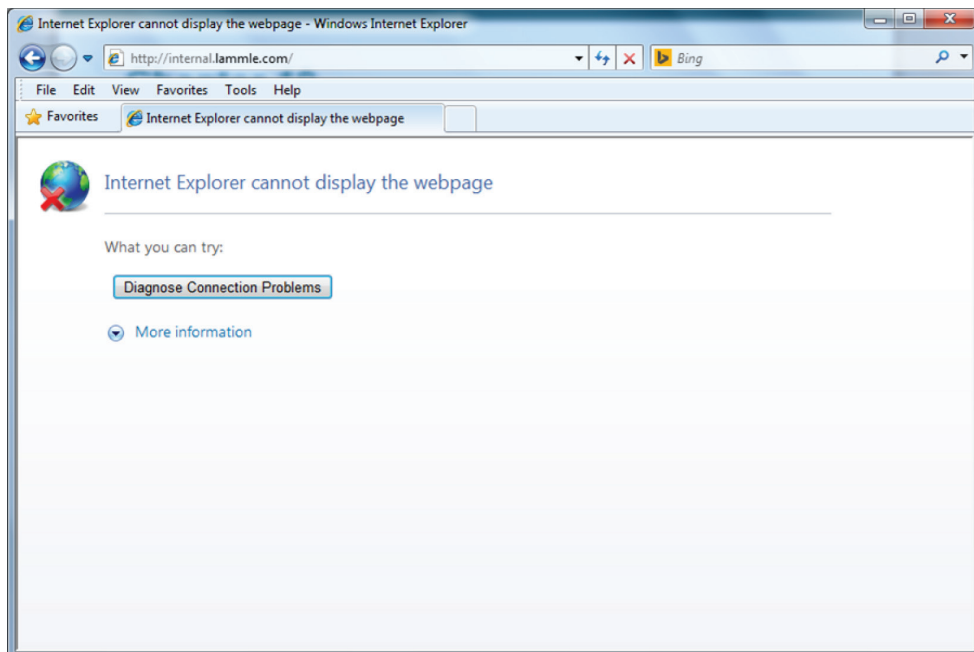 Internet Explorer cannot display the webpage - Windows Internet Explorer
http://internal.lammle.com/
Bing
File Edit View Favorites Tools Help
Favorites
Internet Explorer cannot display the webpage
Internet Explorer cannot display the webpage
What you can try:
Diagnose Connection Problems
More information